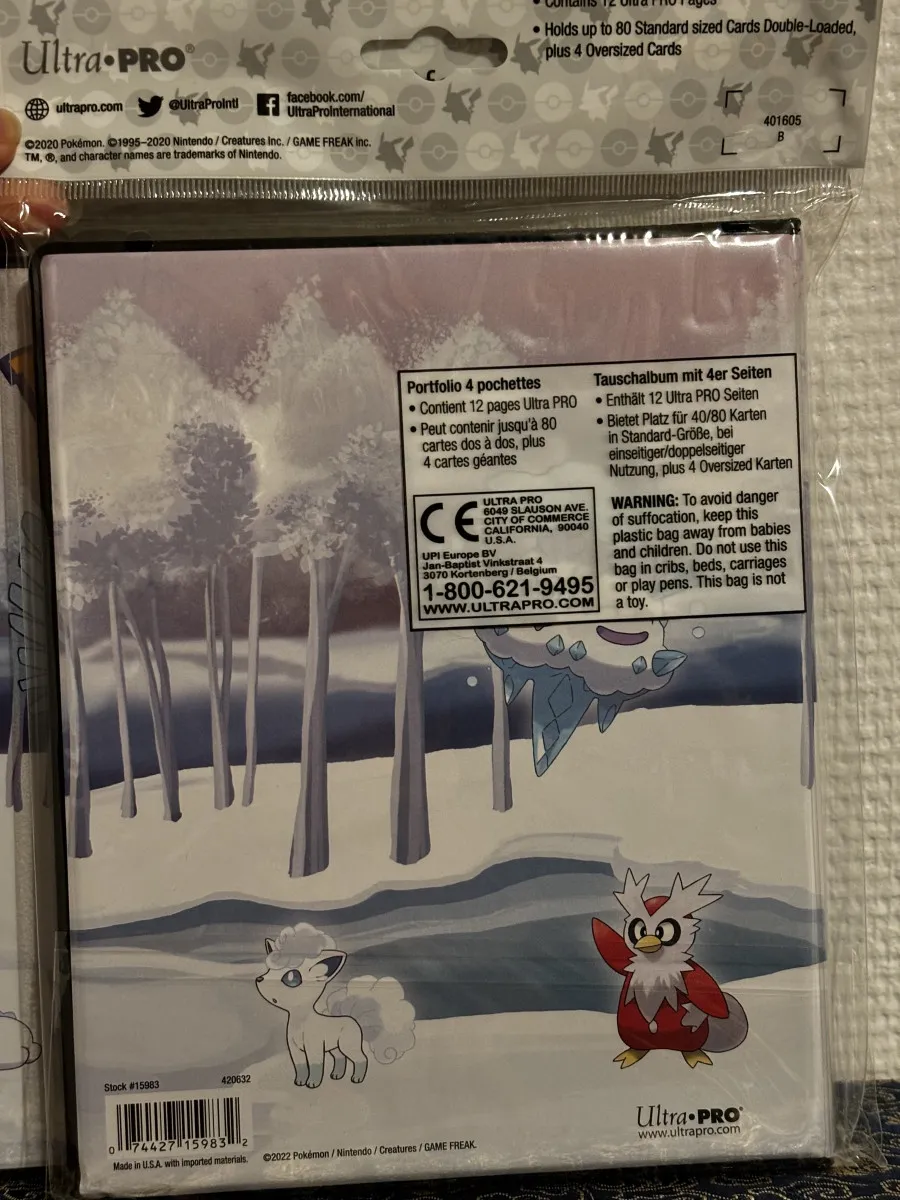 • Contains 12 Ultra PRO Pages
• Holds up to 80 Standard sized Cards Double-Loaded,
plus 4 Oversized Cards
Ultra•PRO®
ultrapro.com
@UltraProIntl
facebook.com/
UltraProInternational
401605
B
©2020 Pokémon. ©1995–2020 Nintendo / Creatures Inc. / GAME FREAK inc.
TM, ®, and character names are trademarks of Nintendo.
Portfolio 4 pochettes
• Contient 12 pages Ultra PRO
• Peut contenir jusqu'à 80
cartes dos à dos, plus
4 cartes géantes
Tauschalbum mit 4er Seiten
• Enthält 12 Ultra PRO Seiten
• Bietet Platz für 40/80 Karten
in Standard-Größe, bei
einseitiger/doppelseitiger
Nutzung, plus 4 Oversized Karten
CE
ULTRA PRO
6049 SLAUSON AVE.
CITY OF COMMERCE
CALIFORNIA, 90040
U.S.A.
UPI Europe BV
Jan-Baptist Vinkstraat 4
3070 Kortenberg / Belgium
1-800-621-9495
WWW.ULTRAPRO.COM
WARNING: To avoid danger
of suffocation, keep this
plastic bag away from babies
and children. Do not use this
bag in cribs, beds, carriages
or play pens. This bag is not
a toy.
Stock #15983
420632
0 74427 15983 2
Made in U.S.A. with imported materials.
©2022 Pokémon / Nintendo / Creatures / GAME FREAK.
Ultra•PRO®
www.ultrapro.com